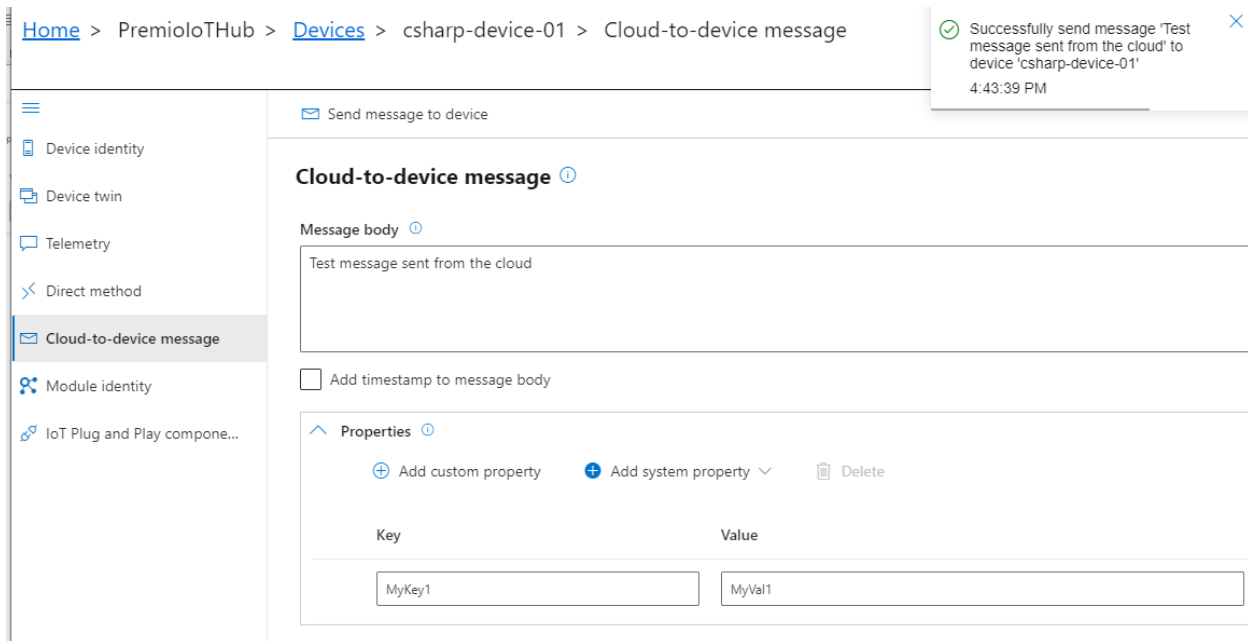 Home > PremioIoTHub > Devices > csharp-device-01 > Cloud-to-device message
Successfully send message 'Test
message sent from the cloud' to
device 'csharp-device-01'
4:43:39 PM
Send message to device
Device identity
Device twin
Telemetry
Direct method
Cloud-to-device message
Module identity
IoT Plug and Play compone...
Cloud-to-device message
Message body
Test message sent from the cloud
Add timestamp to message body
Properties
Add custom property
Add system property
Delete
Key
Value
MyKey1
MyVal1